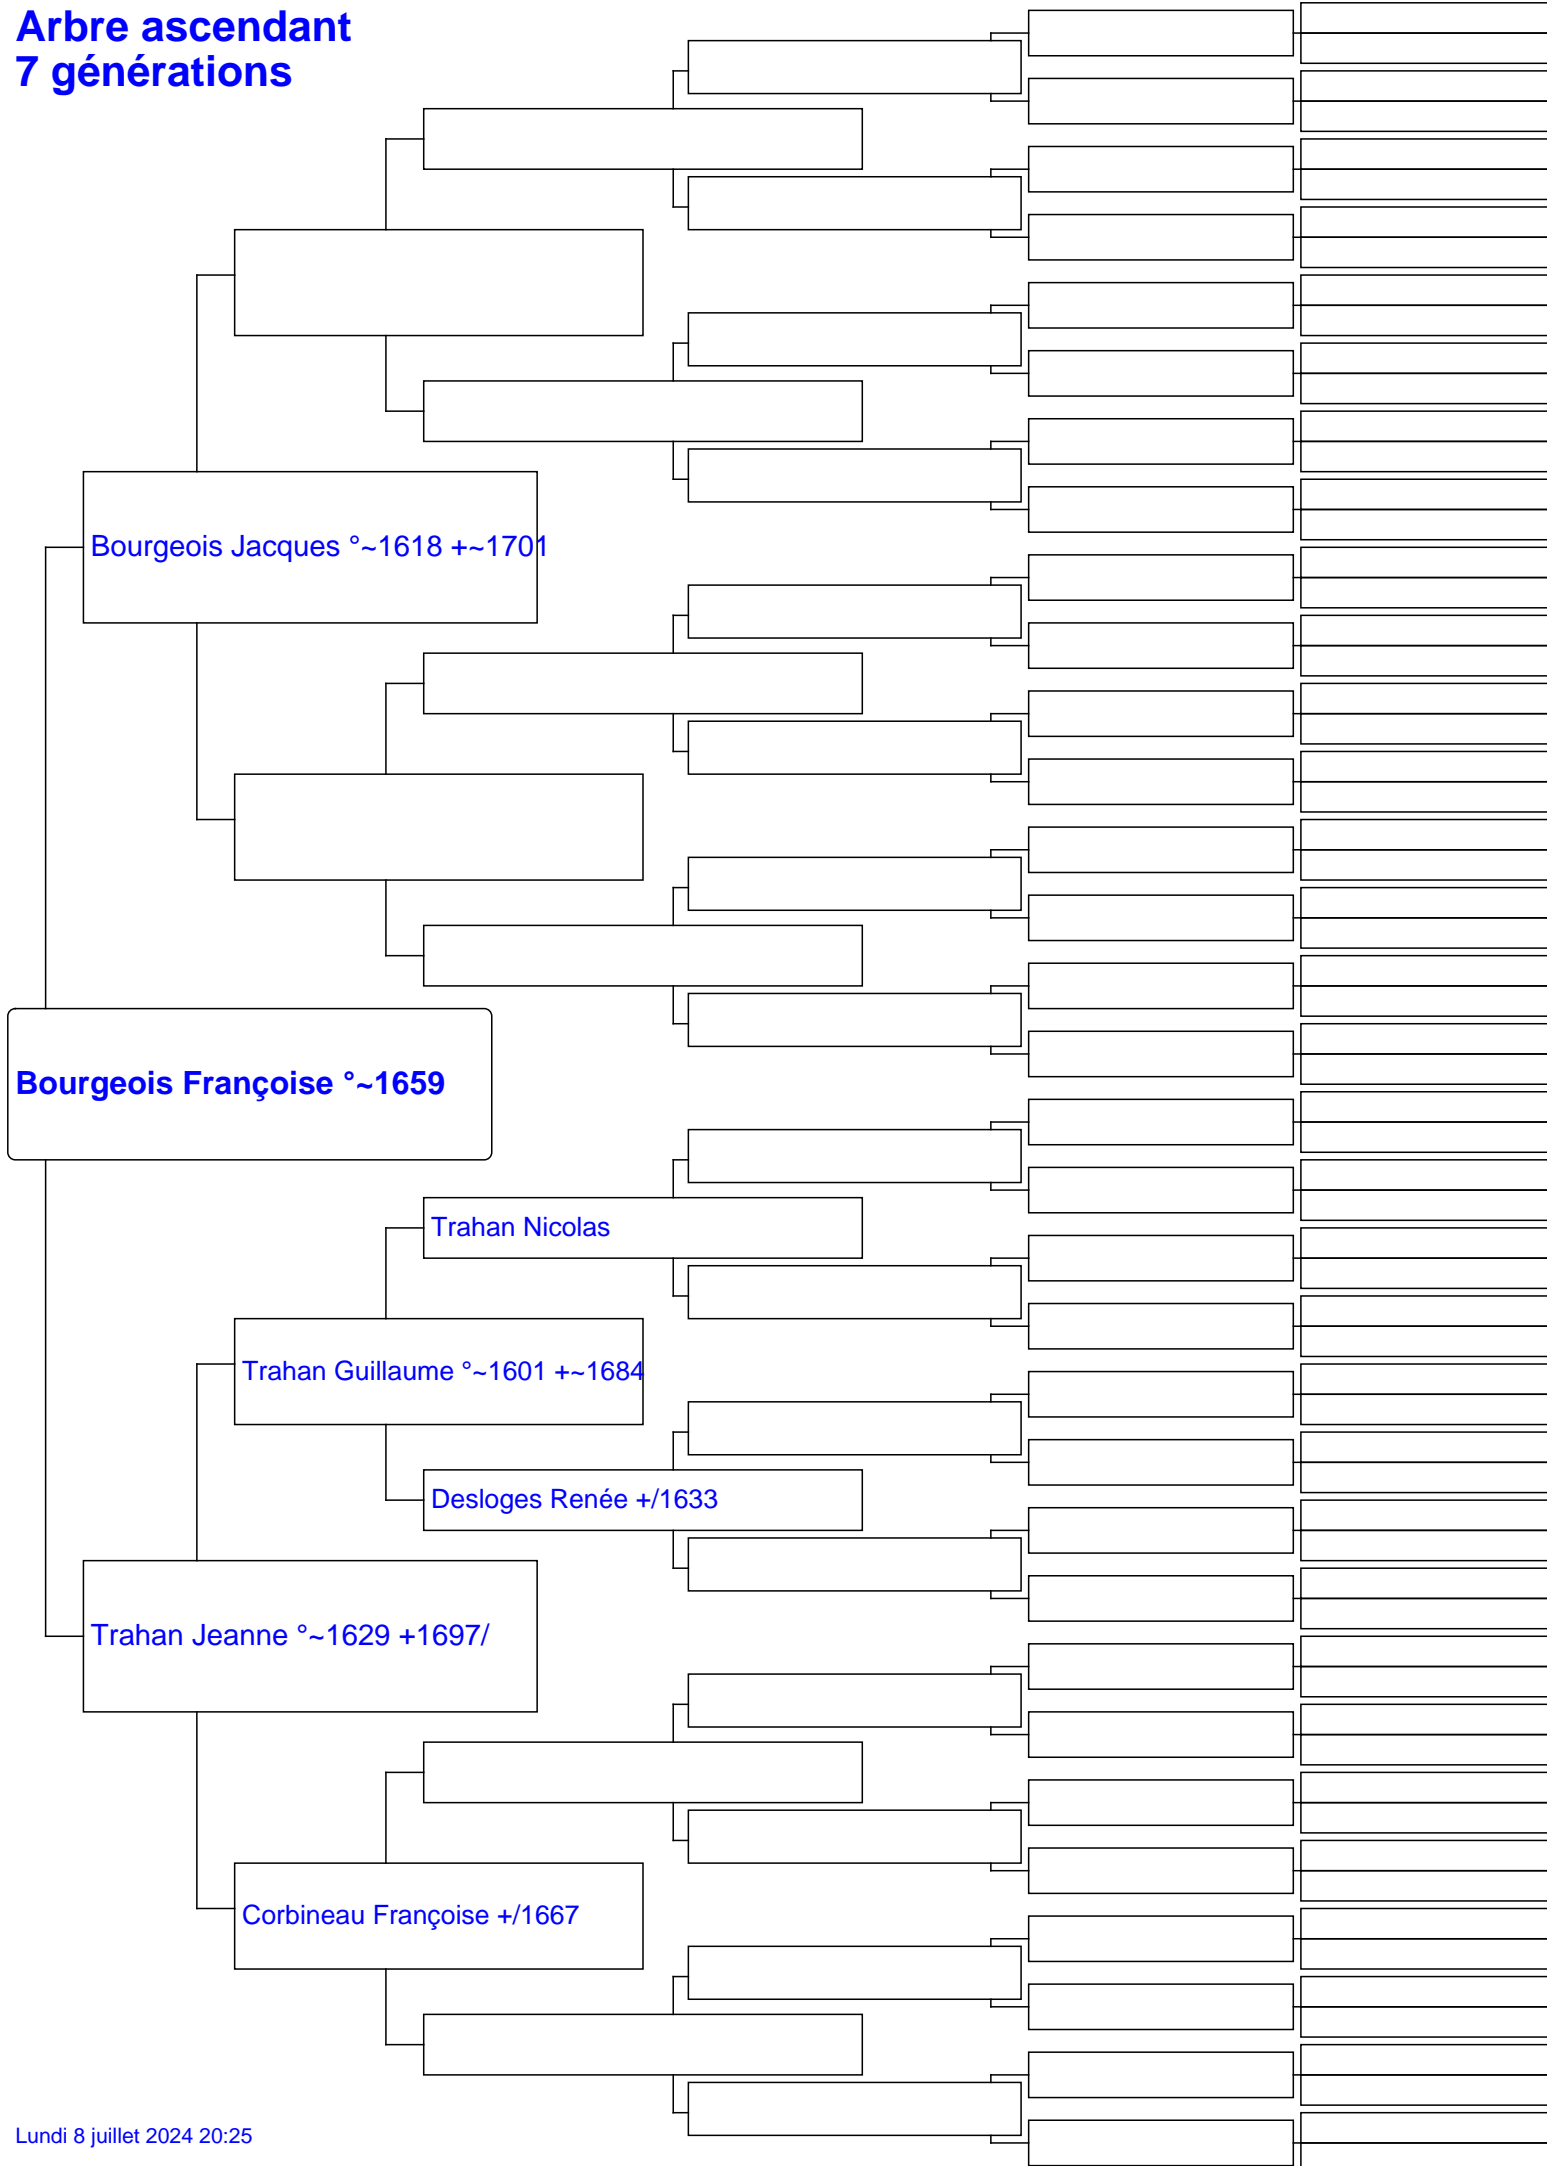 Arbre ascendant
7 générations
Bourgeois Jacques °~1618 +~1701
Bourgeois Françoise °~1659
Trahan Nicolas
Trahan Guillaume °~1601 +~1684
Desloges Renée +/1633
Trahan Jeanne °~1629 +1697/
Corbineau Françoise +/1667
Lundi 8 juillet 2024 20:25